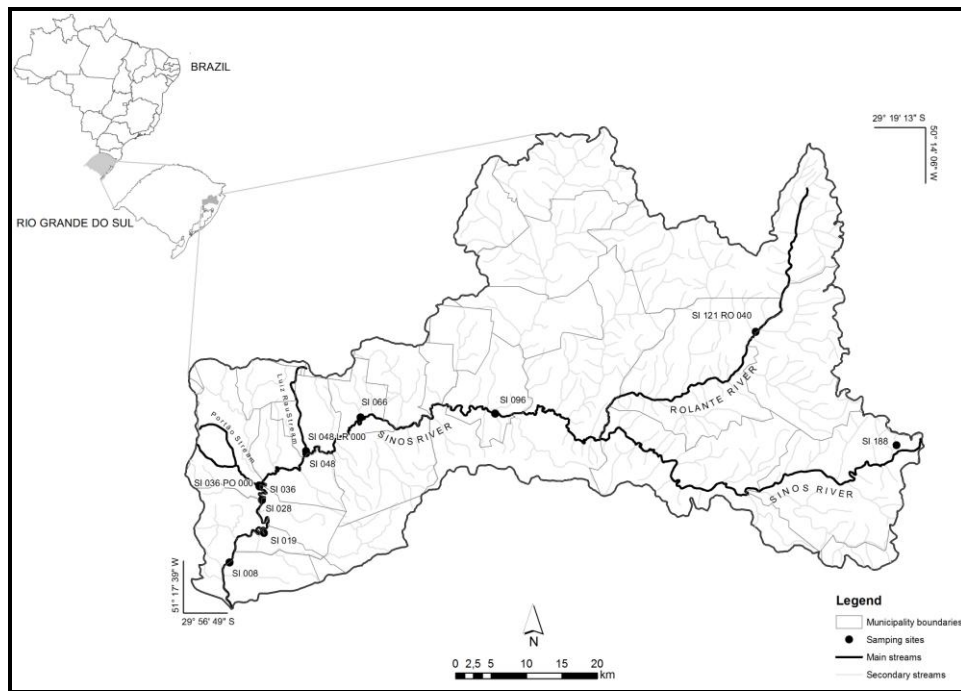 BRAZIL
RIO GRANDE DO SUL
29° 19' 13" S
50° 14' 06" W
SI 121 RO 040
ROLANTE RIVER
SI 066
SI 096
SINOS RIVER
Luiz Rau Stream
Portão Stream
SI 048 LR 000
SI 048
SI 188
SINOS RIVER
SI 036 PO 000
SI 036
SI 028
SI 019
SI 008
51° 17' 39" W
29° 56' 49" S
N
0 2,5 5 10 15 20
km
Legend
Municipality boundaries
Samping sites
Main streams
Secondary streams